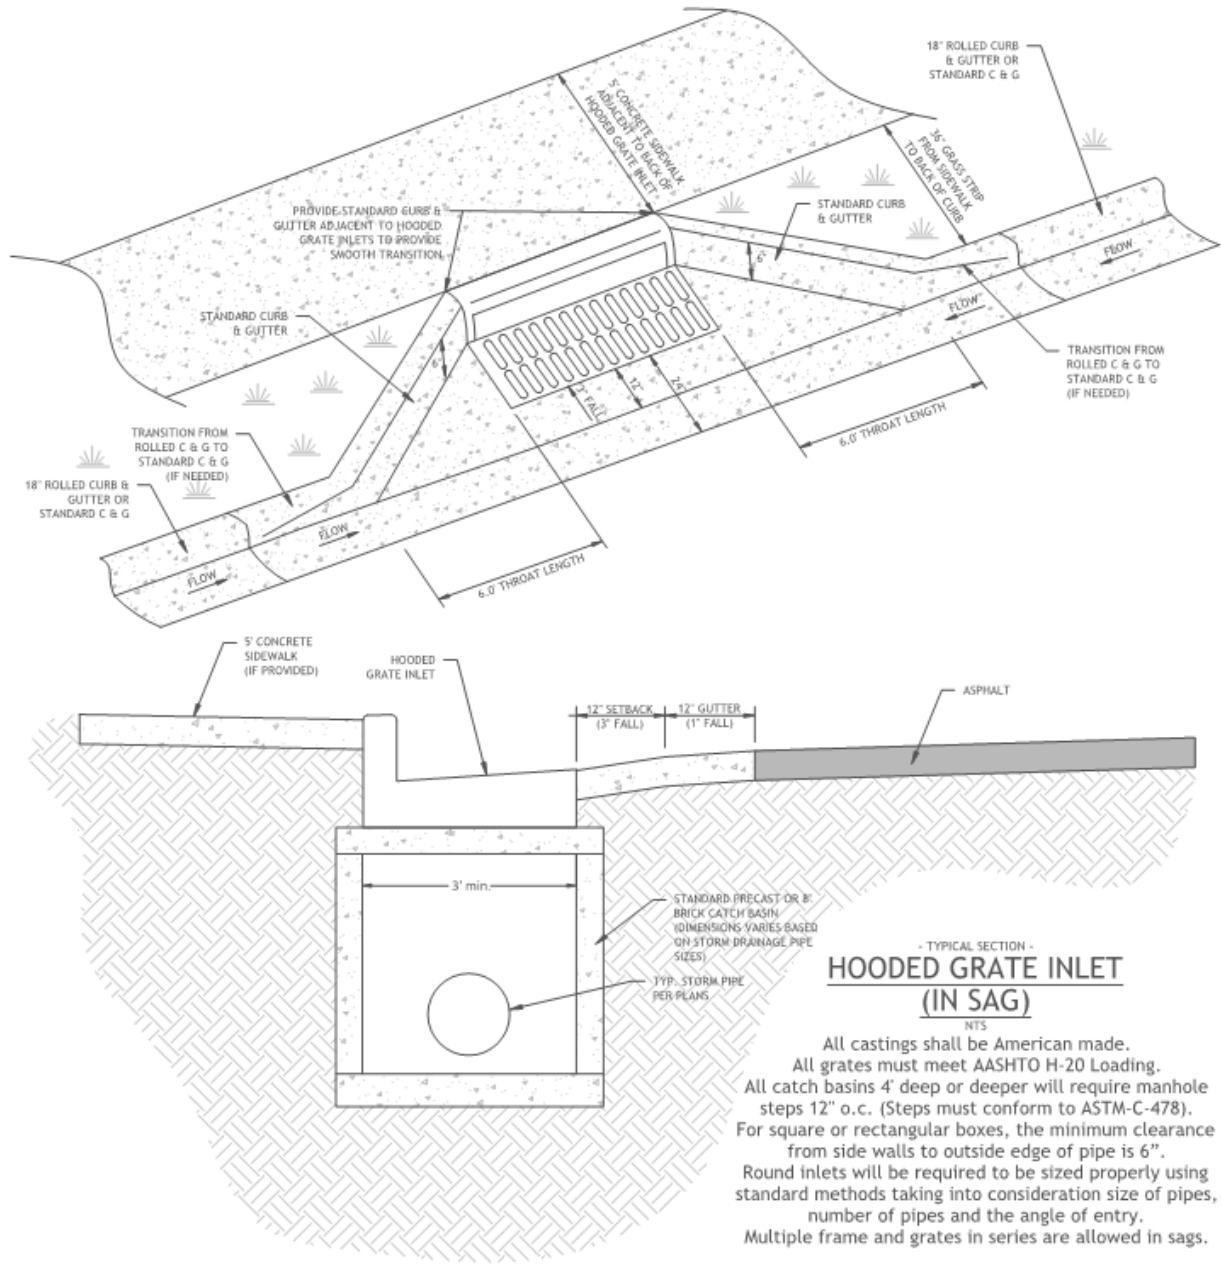 18" ROLLED CURB
& GUTTER OR
STANDARD C & G
5' CONCRETE SIDEWALK
ADJACENT TO BACK OF
HOODED GRATE INLET
36" GRASS STRIP
FROM SIDEWALK
TO BACK OF CURB
PROVIDE STANDARD CURB &
GUTTER ADJACENT TO HOODED
GRATE INLETS TO PROVIDE
SMOOTH TRANSITION
STANDARD CURB
& GUTTER
6"
FLOW
FLOW
STANDARD CURB
& GUTTER
6"
TRANSITION FROM
ROLLED C & G TO
STANDARD C & G
(IF NEEDED)
3" FALL
12"
24"
6.0' THROAT LENGTH
TRANSITION FROM
ROLLED C & G TO
STANDARD C & G
(IF NEEDED)
18" ROLLED CURB &
GUTTER OR
STANDARD C & G
FLOW
FLOW
6.0' THROAT LENGTH
5' CONCRETE
SIDEWALK
(IF PROVIDED)
HOODED
GRATE INLET
12" SETBACK
(3" FALL)
12" GUTTER
(1" FALL)
ASPHALT
3' min.
STANDARD PRECAST OR 8"
BRICK CATCH BASIN
(DIMENSIONS VARIES BASED
ON STORM DRAINAGE PIPE
SIZES)
TYP. STORM PIPE
PER PLANS
- TYPICAL SECTION -
HOODED GRATE INLET
(IN SAG)
NTS
All castings shall be American made.
All grates must meet AASHTO H-20 Loading.
All catch basins 4' deep or deeper will require manhole
steps 12" o.c. (Steps must conform to ASTM-C-478).
For square or rectangular boxes, the minimum clearance
from side walls to outside edge of pipe is 6”.
Round inlets will be required to be sized properly using
standard methods taking into consideration size of pipes,
number of pipes and the angle of entry.
Multiple frame and grates in series are allowed in sags.